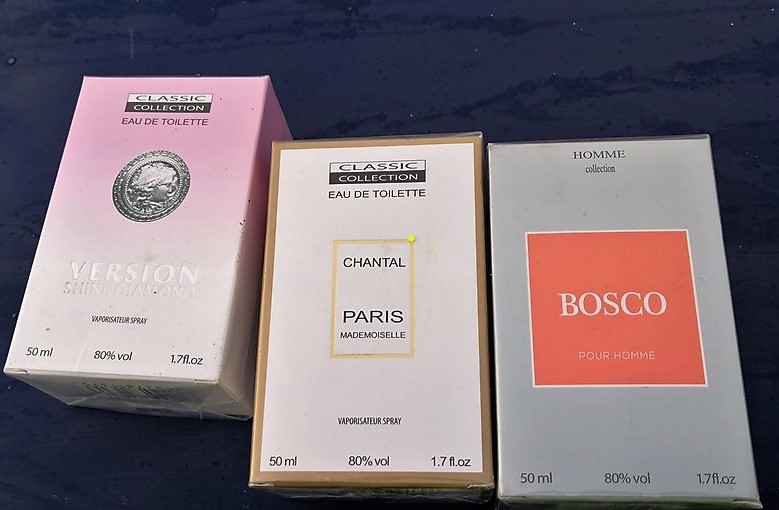 CLASSIC
COLLECTION
EAU DE TOILETTE
VERSION
SHINE DIAMOND
VAPORISATEUR SPRAY
50 ml 80% vol 1.7fl.oz
CLASSIC
COLLECTION
EAU DE TOILETTE
CHANTAL
PARIS
MADEMOISELLE
VAPORISATEUR SPRAY
50 ml 80% vol 1.7 fl.oz
HOMME
collection
BOSCO
POUR HOMME
50 ml 80% vol 1.7fl.oz